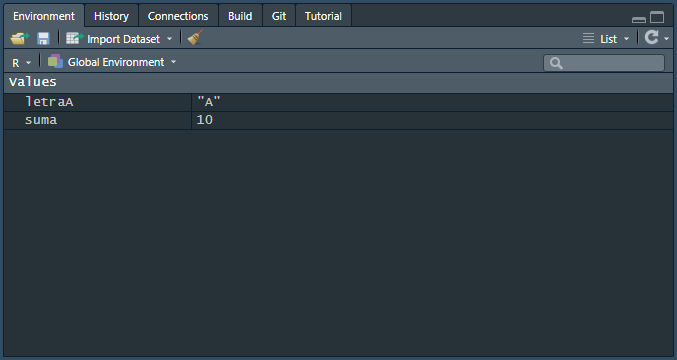 Environment History Connections Build Git Tutorial
Import Dataset List
R Global Environment
Values
letraA "A"
suma 10